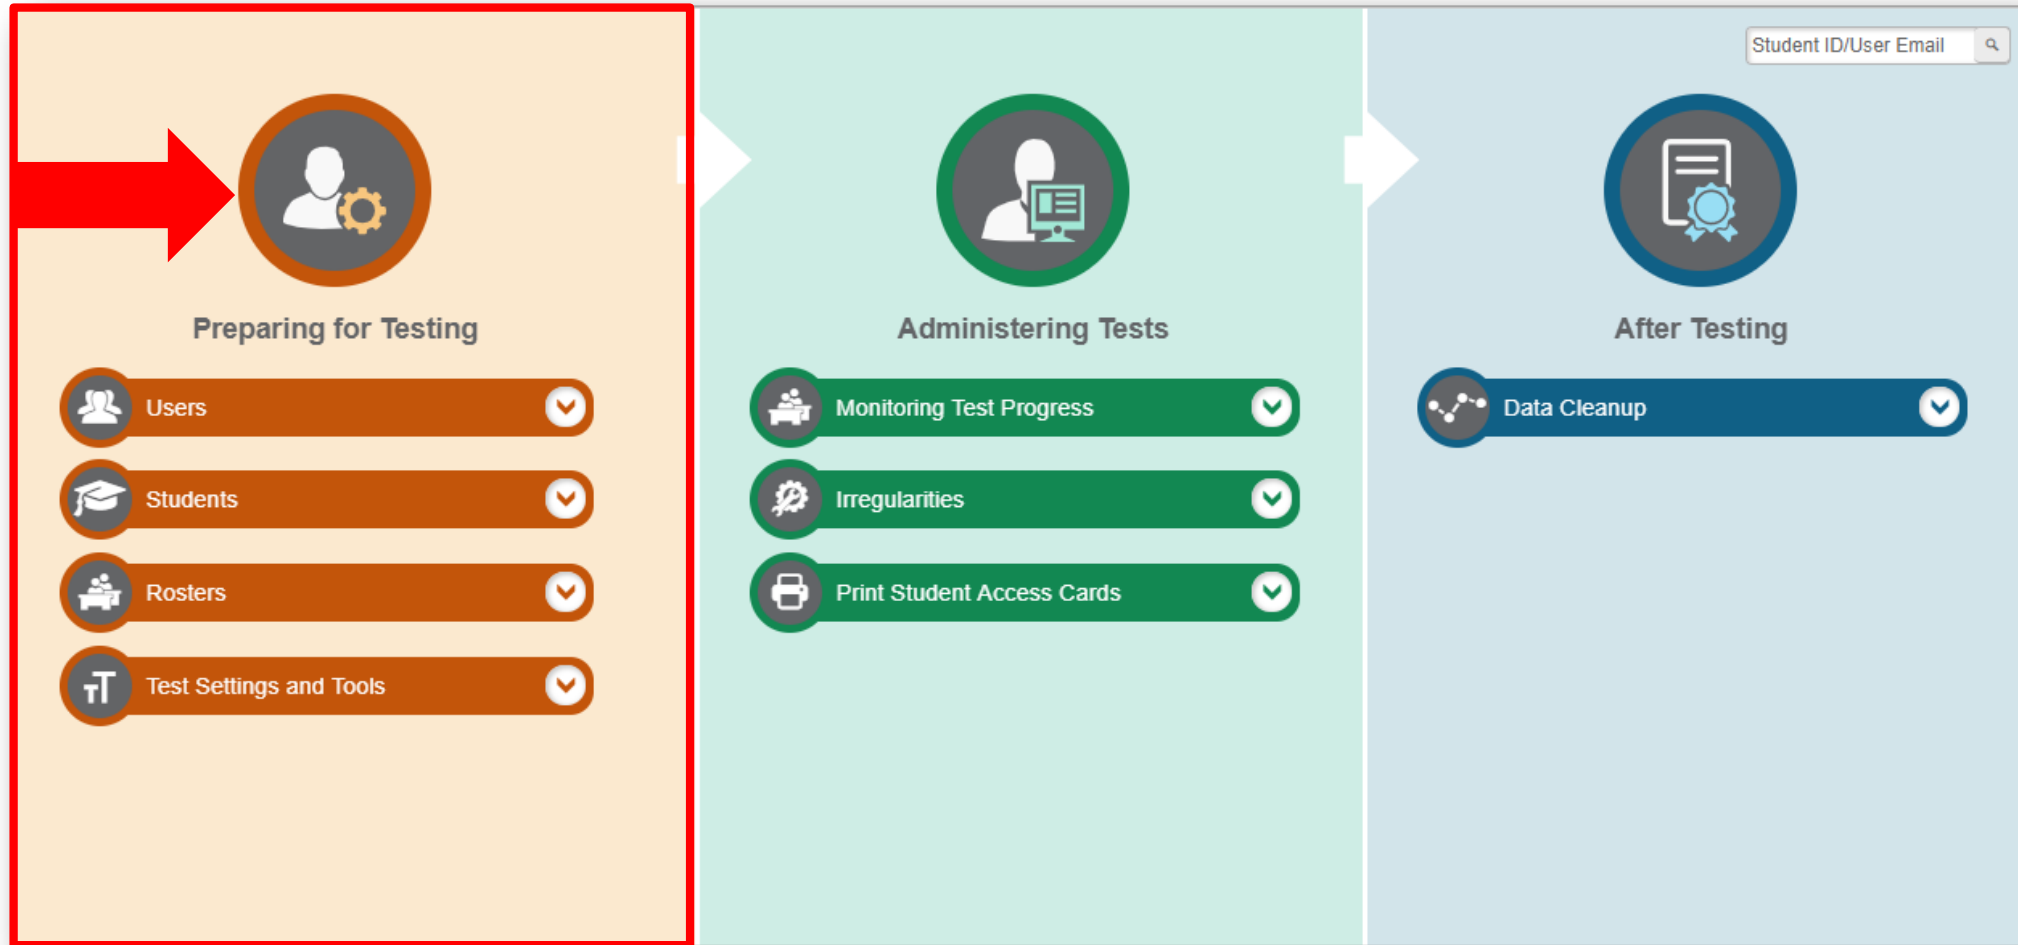 Student ID/User Email
Preparing for Testing
Users
Students
Rosters
TT
Test Settings and Tools
Administering Tests
Monitoring Test Progress
Irregularities
Print Student Access Cards
After Testing
Data Cleanup